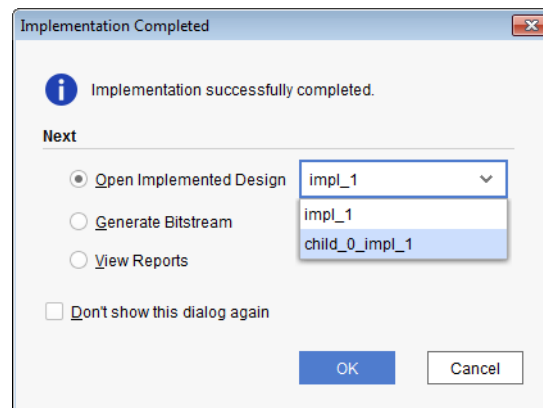 Implementation Completed
Implementation successfully completed.
Next
Open Implemented Design
impl_1
impl_1
Generate Bitstream
child_0_impl_1
View Reports
Don't show this dialog again
OK
Cancel